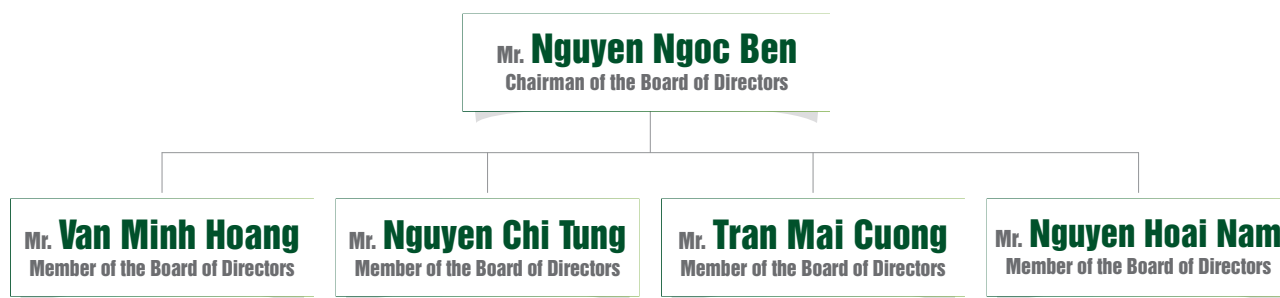 Mr. Nguyen Ngoc Ben
Chairman of the Board of Directors
Mr. Van Minh Hoang
Member of the Board of Directors
Mr. Nguyen Chi Tung
Member of the Board of Directors
Mr. Tran Mai Cuong
Member of the Board of Directors
Mr. Nguyen Hoai Nam
Member of the Board of Directors